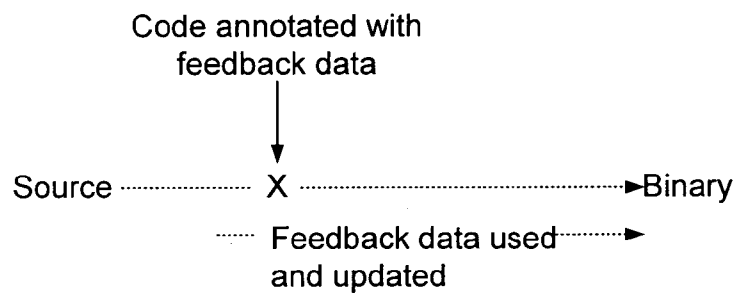 Code annotated with
feedback data
Source X Binary
Feedback data used
and updated